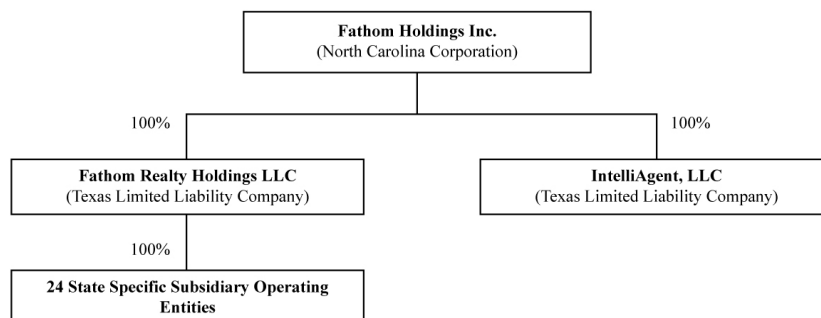 Fathom Holdings Inc.
(North Carolina Corporation)
100%
100%
Fathom Realty Holdings LLC
(Texas Limited Liability Company)
IntelliAgent, LLC
(Texas Limited Liability Company)
100%
24 State Specific Subsidiary Operating
Entities